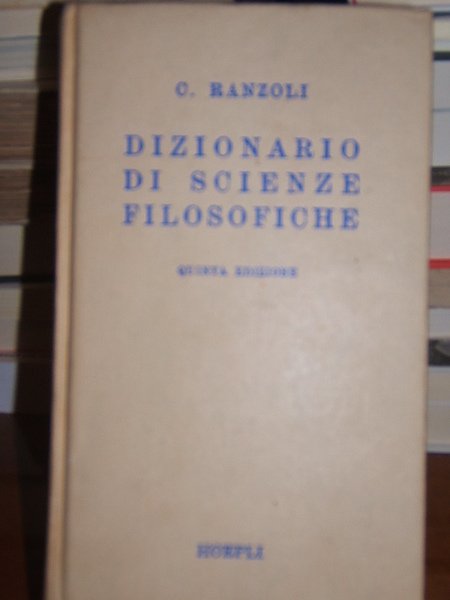 C. RANZOLI
DIZIONARIO
DI SCIENZE
FILOSOFICHE
QUINTA EDIZIONE
HOEPLI